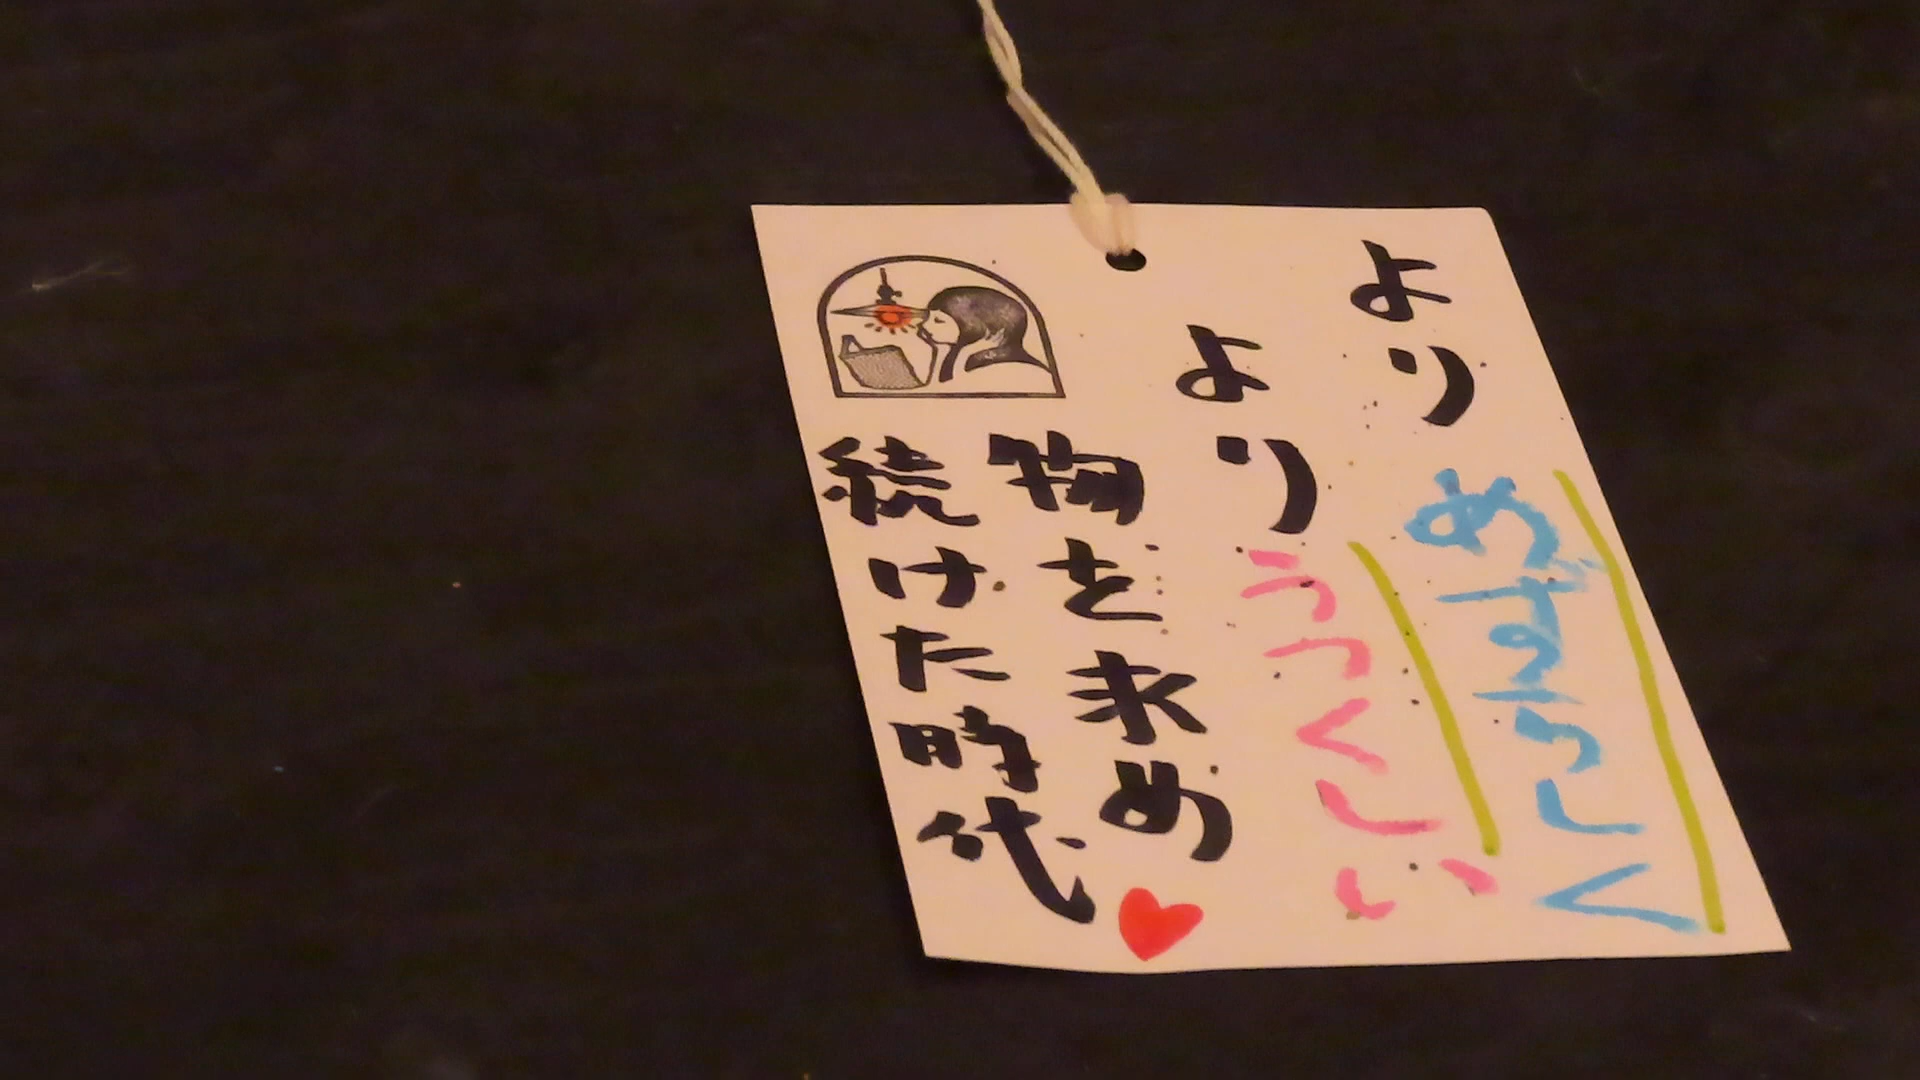 より めずらしく
より うつくしい
物を求め
続けた時代